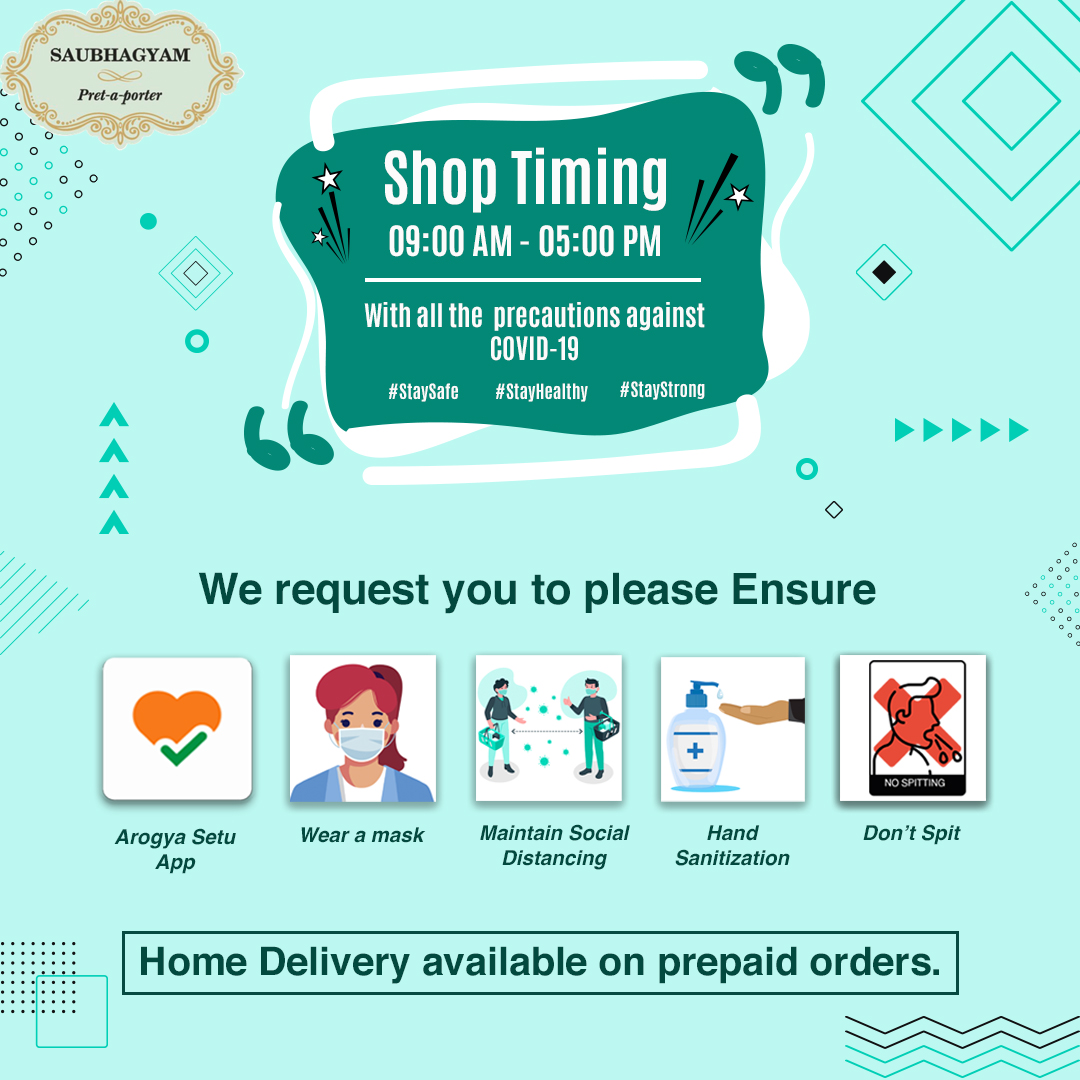 SAUBHAGYAM
Pret-a-porter
Shop Timing
09:00 AM - 05:00 PM
With all the precautions against
COVID-19
#StaySafe #StayHealthy #StayStrong
We request you to please Ensure
NO SPITTING
Arogya Setu
App
Wear a mask
Maintain Social
Distancing
Hand
Sanitization
Don't Spit
Home Delivery available on prepaid orders.